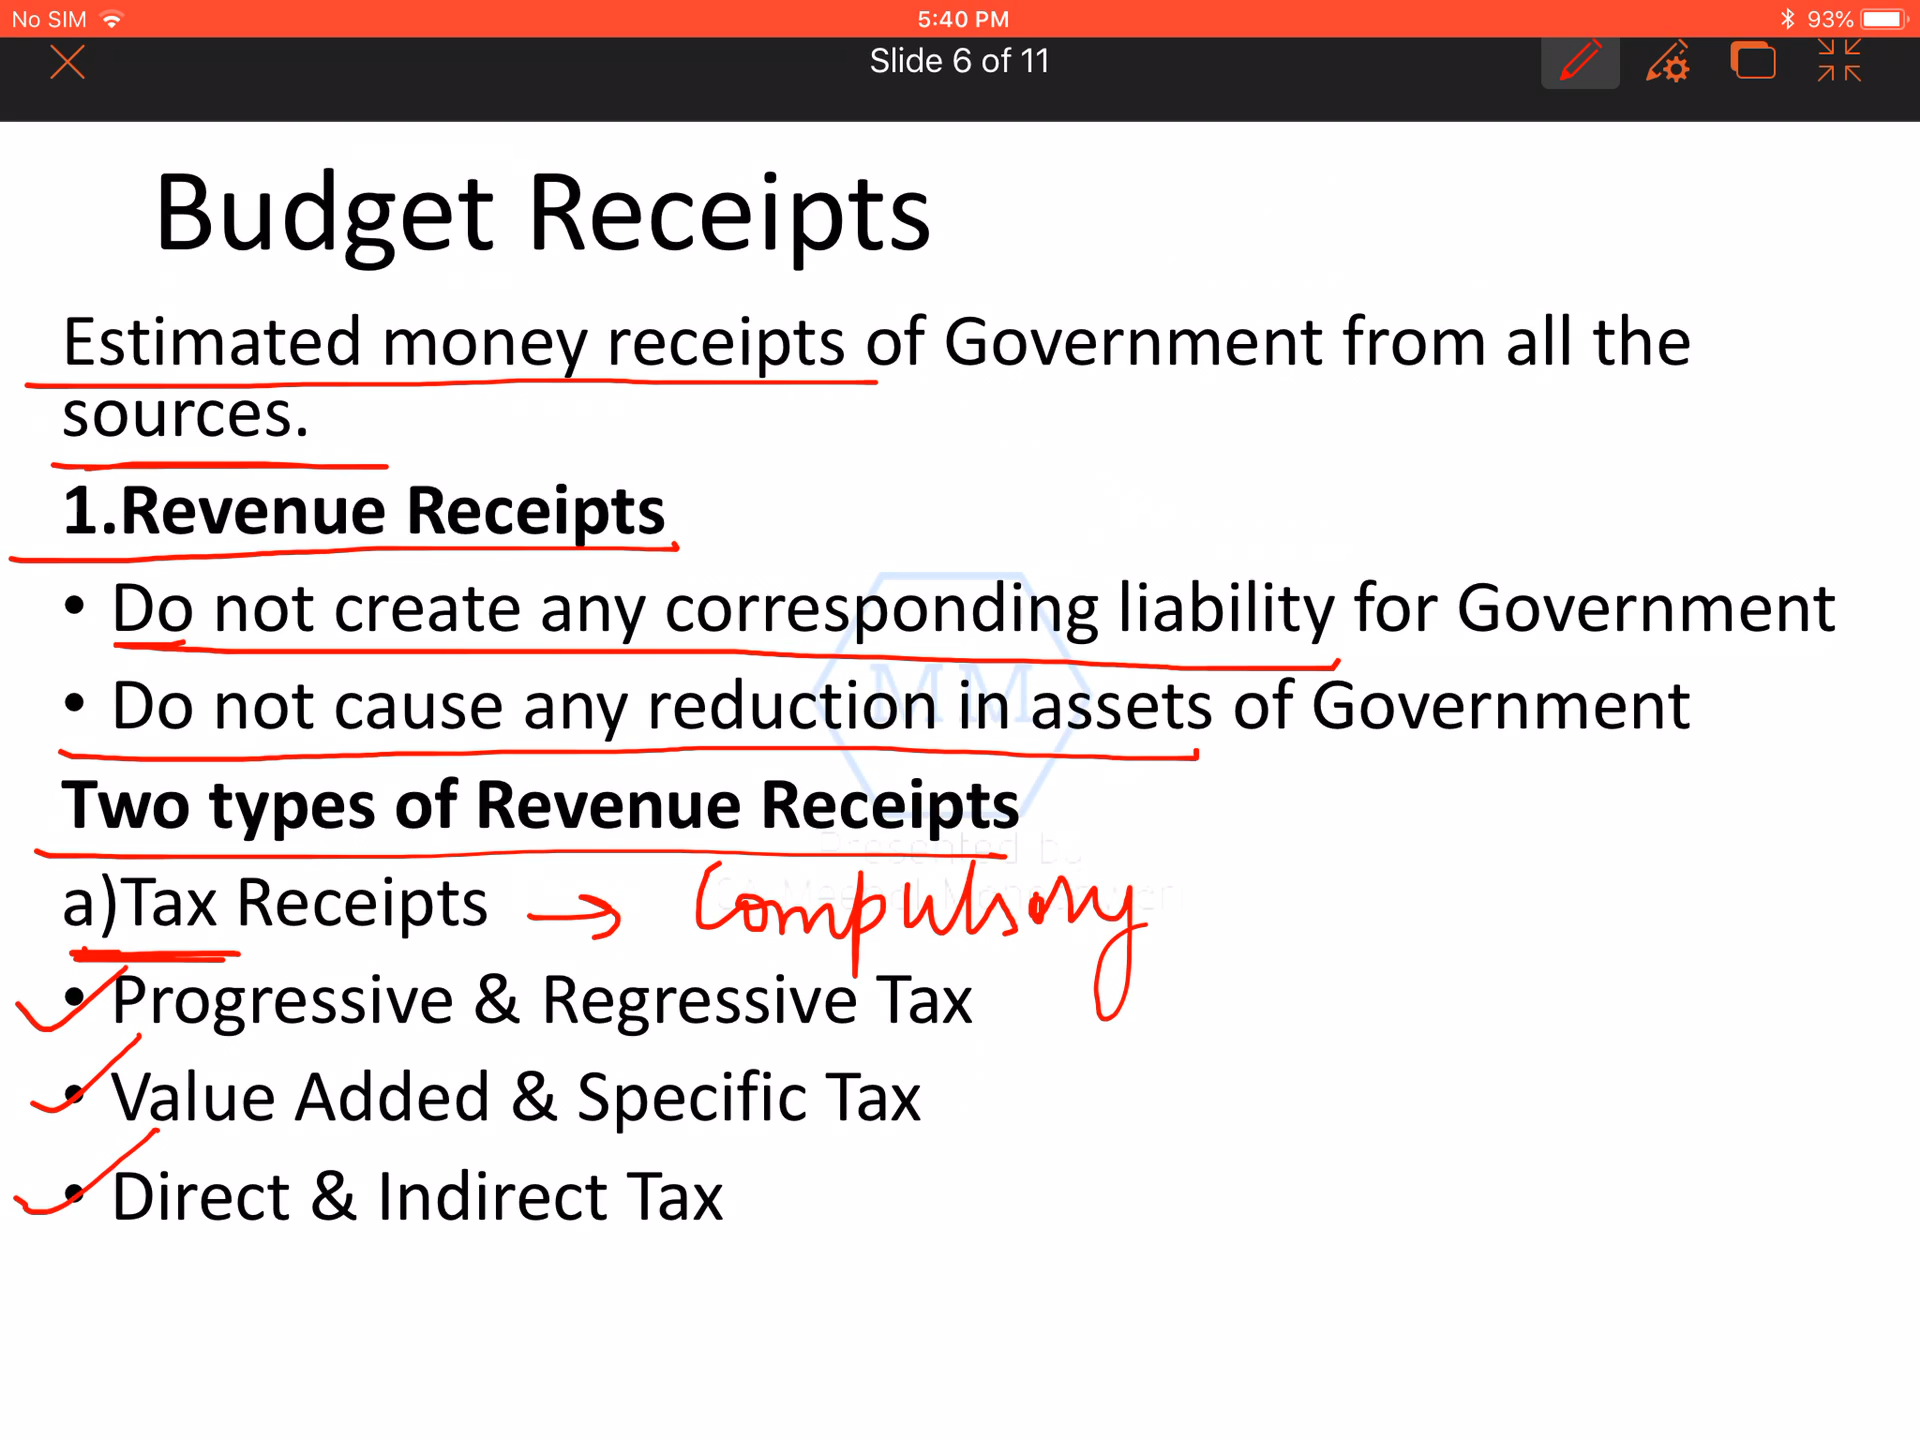 No SIM 5:40 PM 93%
Slide 6 of 11
Budget Receipts
Estimated money receipts of Government from all the
sources.
1.Revenue Receipts
• Do not create any corresponding liability for Government
• Do not cause any reduction in assets of Government
MM
Two types of Revenue Receipts
Presented by
a)Tax Receipts → Compulsory
• Progressive & Regressive Tax
• Value Added & Specific Tax
• Direct & Indirect Tax